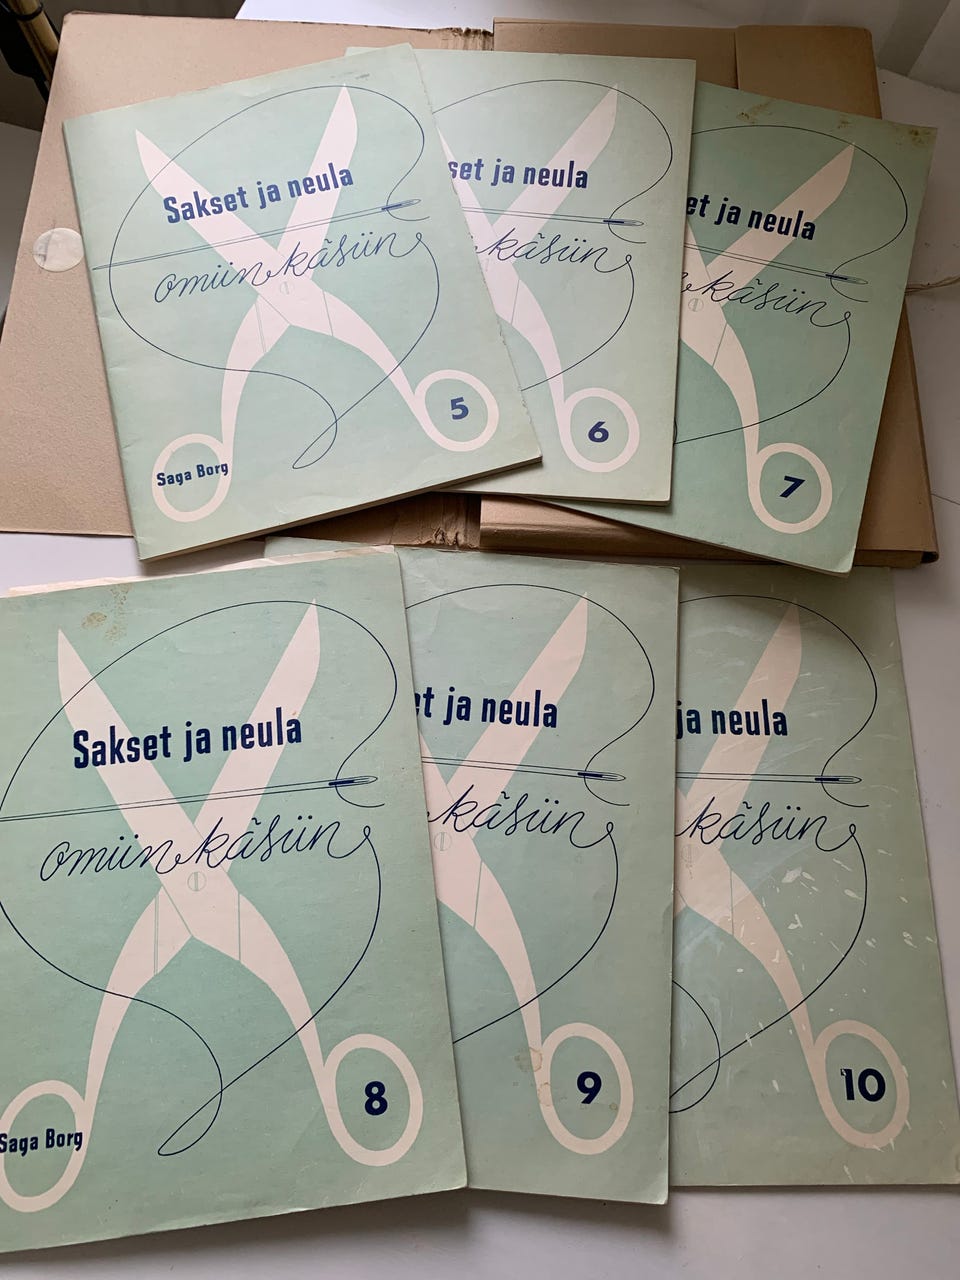 Sakset ja neula
omiin käsiin
5
Saga Borg
set ja neula
käsiin
6
et ja neula
käsiin
7
Sakset ja neula
omiin käsiin
8
Saga Borg
et ja neula
käsiin
9
ja neula
käsiin
10